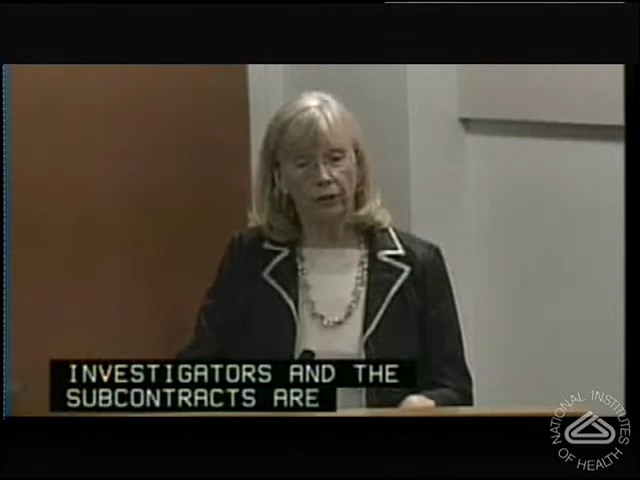 INVESTIGATORS AND THE
SUBCONTRACTS ARE
NATIONAL INSTITUTES
OF HEALTH